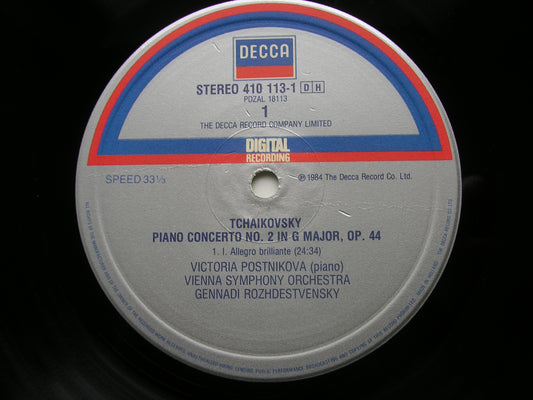 DECCA
STEREO 410 113-1 DH
PDZAL 18113
1
THE DECCA RECORD COMPANY LIMITED
DIGITAL
RECORDING
SPEED 33⅓
℗ 1984 The Decca Record Co. Ltd.
TCHAIKOVSKY
PIANO CONCERTO NO. 2 IN G MAJOR, OP. 44
1. I. Allegro brillante (24:34)
VICTORIA POSTNIKOVA (piano)
VIENNA SYMPHONY ORCHESTRA
GENNADI ROZHDESTVENSKY